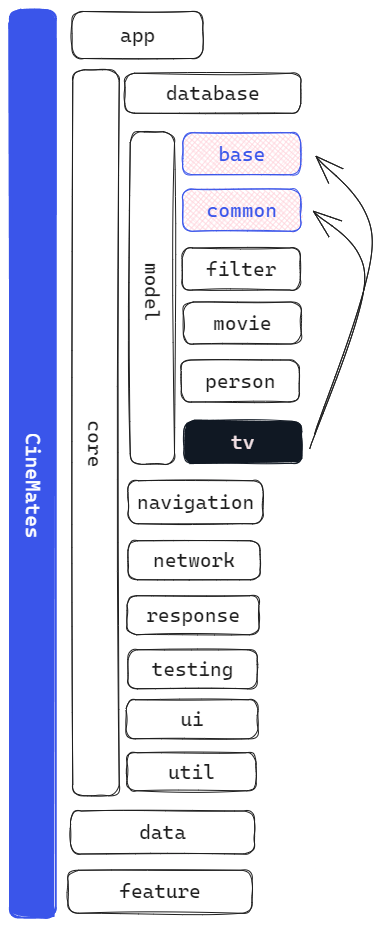 CineMates
app
core
database
model
base
common
filter
movie
person
tv
navigation
network
response
testing
ui
util
data
feature